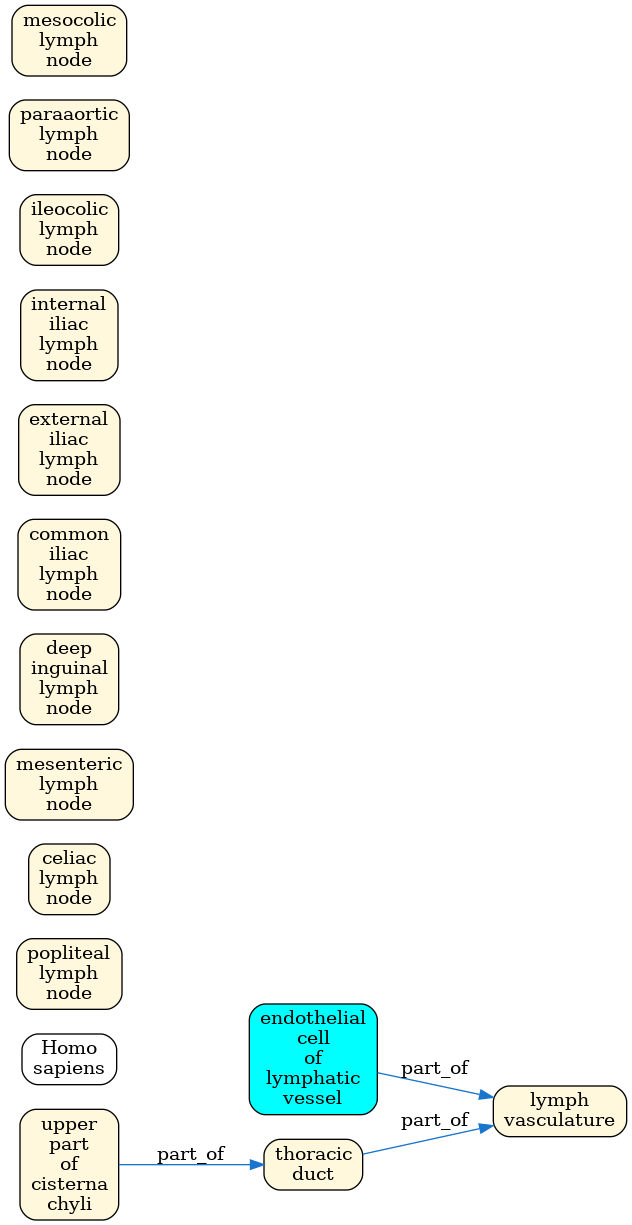 mesocolic
lymph
node
paraaortic
lymph
node
ileocolic
lymph
node
internal
iliac
lymph
node
external
iliac
lymph
node
common
iliac
lymph
node
deep
inguinal
lymph
node
mesenteric
lymph
node
celiac
lymph
node
popliteal
lymph
node
Homo
sapiens
endothelial
cell
of
lymphatic
vessel
part_of
lymph
vasculature
part_of
upper
part
of
cisterna
chyli
part_of
thoracic
duct